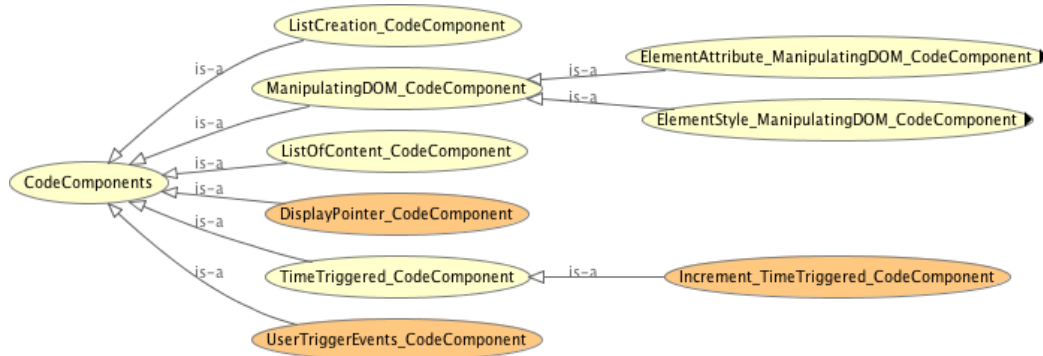 ListCreation_CodeComponent
is-a
ElementAttribute_ManipulatingDOM_CodeComponent
is-a
ManipulatingDOM_CodeComponent
is-a
ElementStyle_ManipulatingDOM_CodeComponent
is-a
ListOfContent_CodeComponent
is-a
CodeComponents
is-a
DisplayPointer_CodeComponent
is-a
TimeTriggered_CodeComponent
is-a
Increment_TimeTriggered_CodeComponent
is-a
UserTriggerEvents_CodeComponent